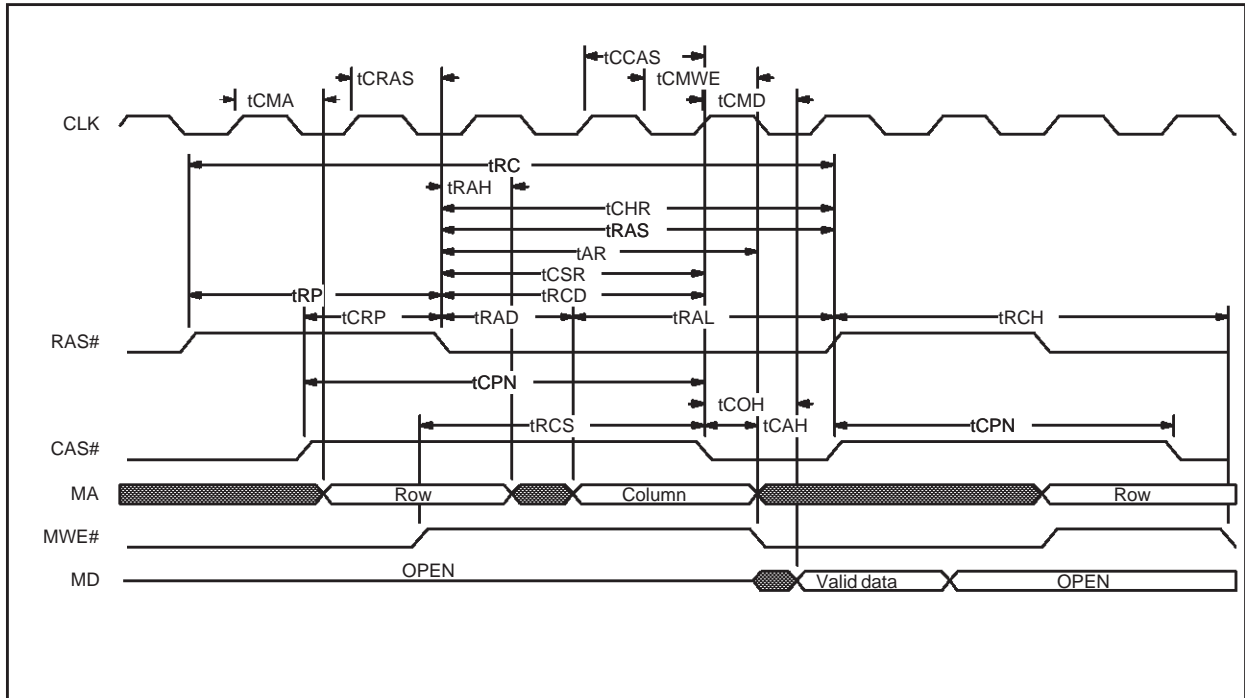 tCCAS
tCRAS
tCMWE
tCMA
tCMD
CLK
tRC
tRAH
tCHR
tRAS
tAR
tCSR
tRP
tRCD
tCRP
tRAD
tRAL
tRCH
RAS#
tCPN
tCOH
tRCS
tCAH
tCPN
CAS#
MA
Row
Column
Row
MWE#
MD
OPEN
Valid data
OPEN